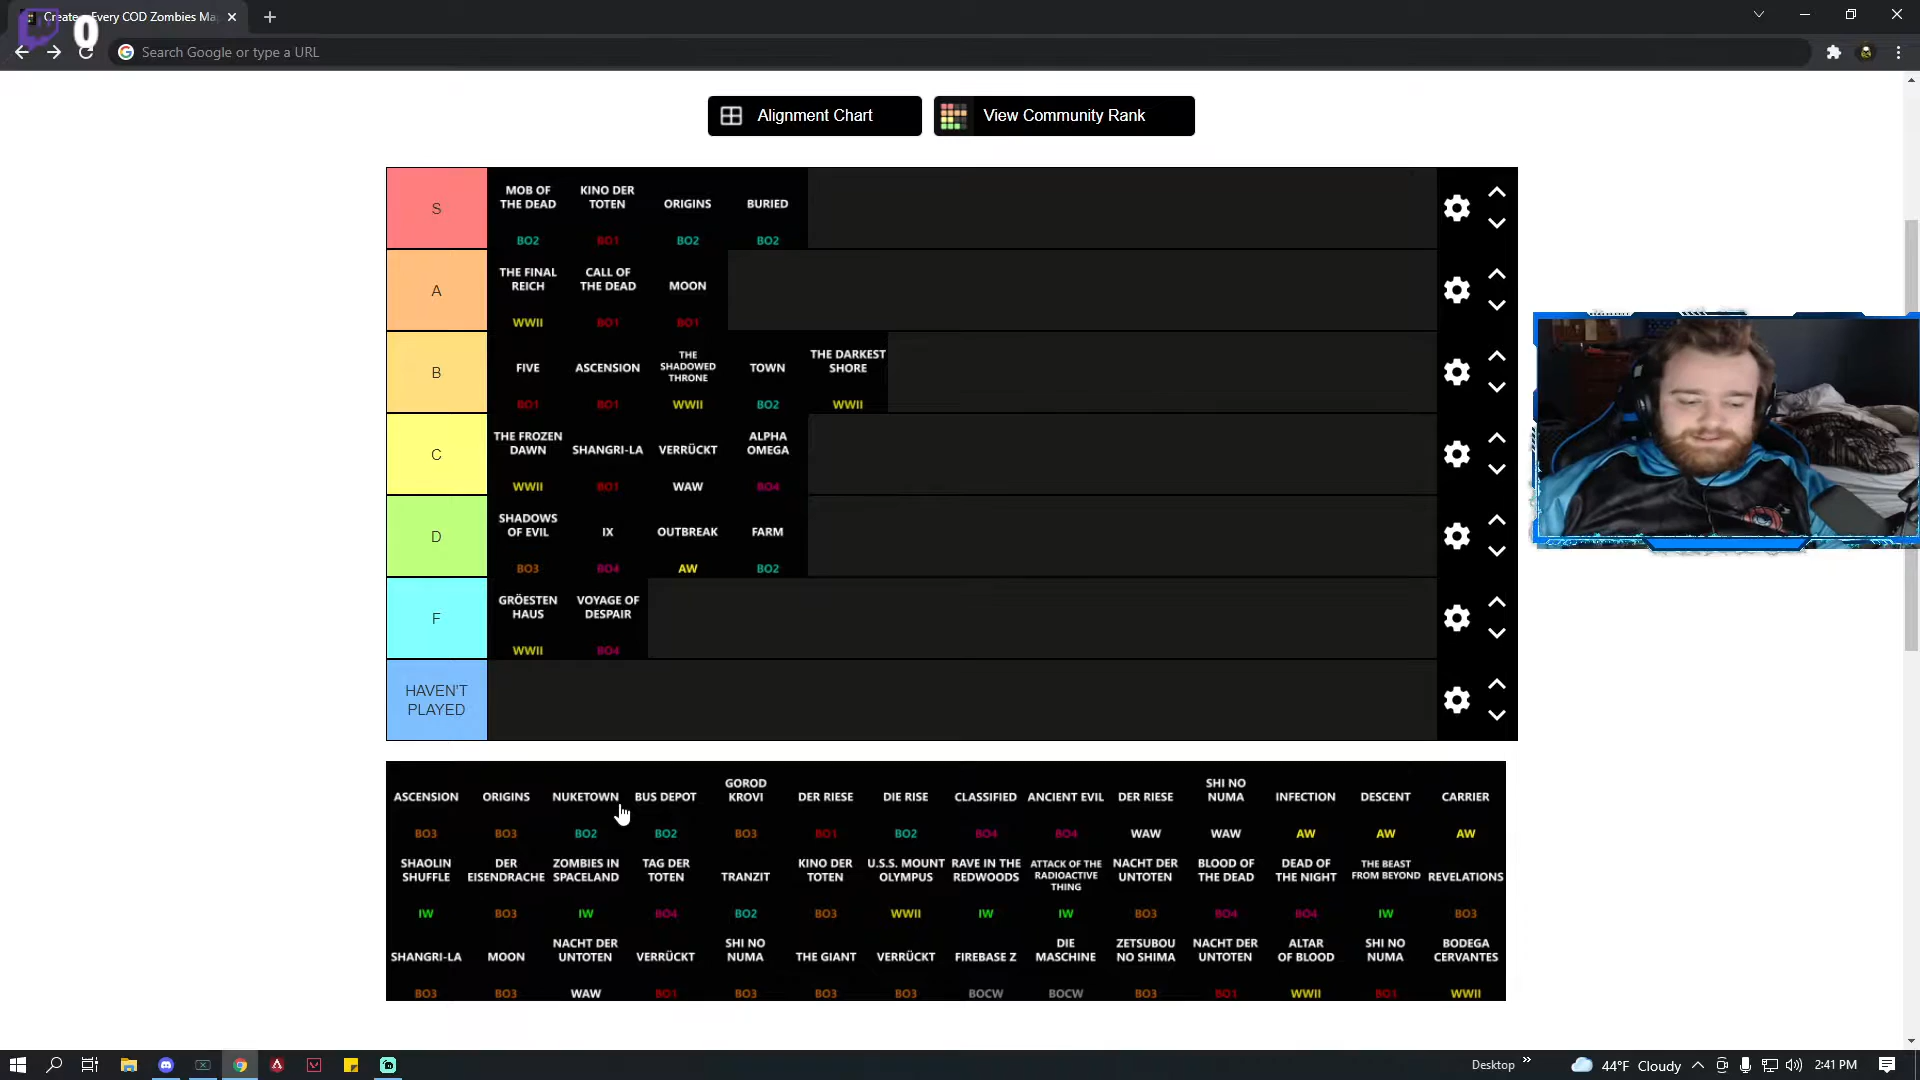 Create a Every COD Zombies Ma
0
Search Google or type a URL
Alignment Chart
View Community Rank
S
MOB OF THE DEAD BO2
KINO DER TOTEN BO1
ORIGINS BO2
BURIED BO2
A
THE FINAL REICH WWII
CALL OF THE DEAD BO1
MOON BO1
B
FIVE BO1
ASCENSION BO1
THE SHADOWED THRONE WWII
TOWN BO2
THE DARKEST SHORE WWII
C
THE FROZEN DAWN WWII
SHANGRI-LA BO1
VERRÜCKT WAW
ALPHA OMEGA BO4
D
SHADOWS OF EVIL BO3
IX BO4
OUTBREAK AW
FARM BO2
F
GRÖESTEN HAUS WWII
VOYAGE OF DESPAIR BO4
HAVEN'T PLAYED
ASCENSION BO3
ORIGINS BO3
NUKETOWN BO2
BUS DEPOT BO2
GOROD KROVI BO3
DER RIESE BO1
DIE RISE BO2
CLASSIFIED BO4
ANCIENT EVIL BO4
DER RIESE WAW
SHI NO NUMA WAW
INFECTION AW
DESCENT AW
CARRIER AW
SHAOLIN SHUFFLE IW
DER EISENDRACHE BO3
ZOMBIES IN SPACELAND IW
TAG DER TOTEN BO4
TRANZIT BO2
KINO DER TOTEN BO3
U.S.S. MOUNT OLYMPUS WWII
RAVE IN THE REDWOODS IW
ATTACK OF THE RADIOACTIVE THING IW
NACHT DER UNTOTEN BO3
BLOOD OF THE DEAD BO4
DEAD OF THE NIGHT BO4
THE BEAST FROM BEYOND IW
REVELATIONS BO3
SHANGRI-LA BO3
MOON BO3
NACHT DER UNTOTEN WAW
VERRÜCKT BO1
SHI NO NUMA BO3
THE GIANT BO3
VERRÜCKT BO3
FIREBASE Z BOCW
DIE MASCHINE BOCW
ZETSUBOU NO SHIMA BO3
NACHT DER UNTOTEN BO1
ALTAR OF BLOOD WWII
SHI NO NUMA BO1
BODEGA CERVANTES WWII
Desktop
44°F Cloudy
2:41 PM